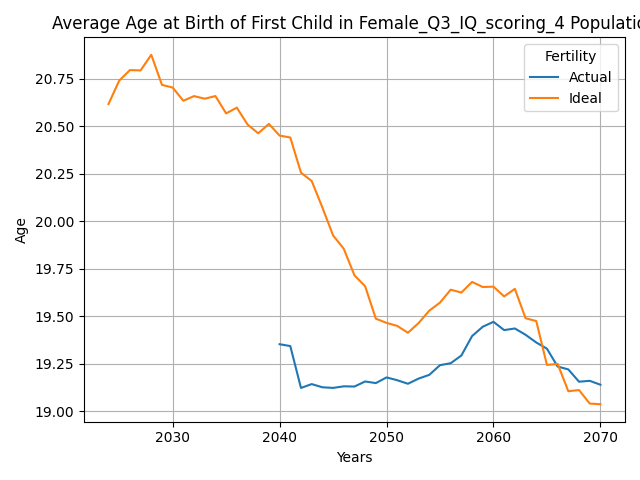 Average Age at Birth of First Child in Female_Q3_IQ_scoring_4 Populatio
Fertility
Actual
Ideal
Age
20.75
20.50
20.25
20.00
19.75
19.50
19.25
19.00
2030 2040 2050 2060 2070
Years